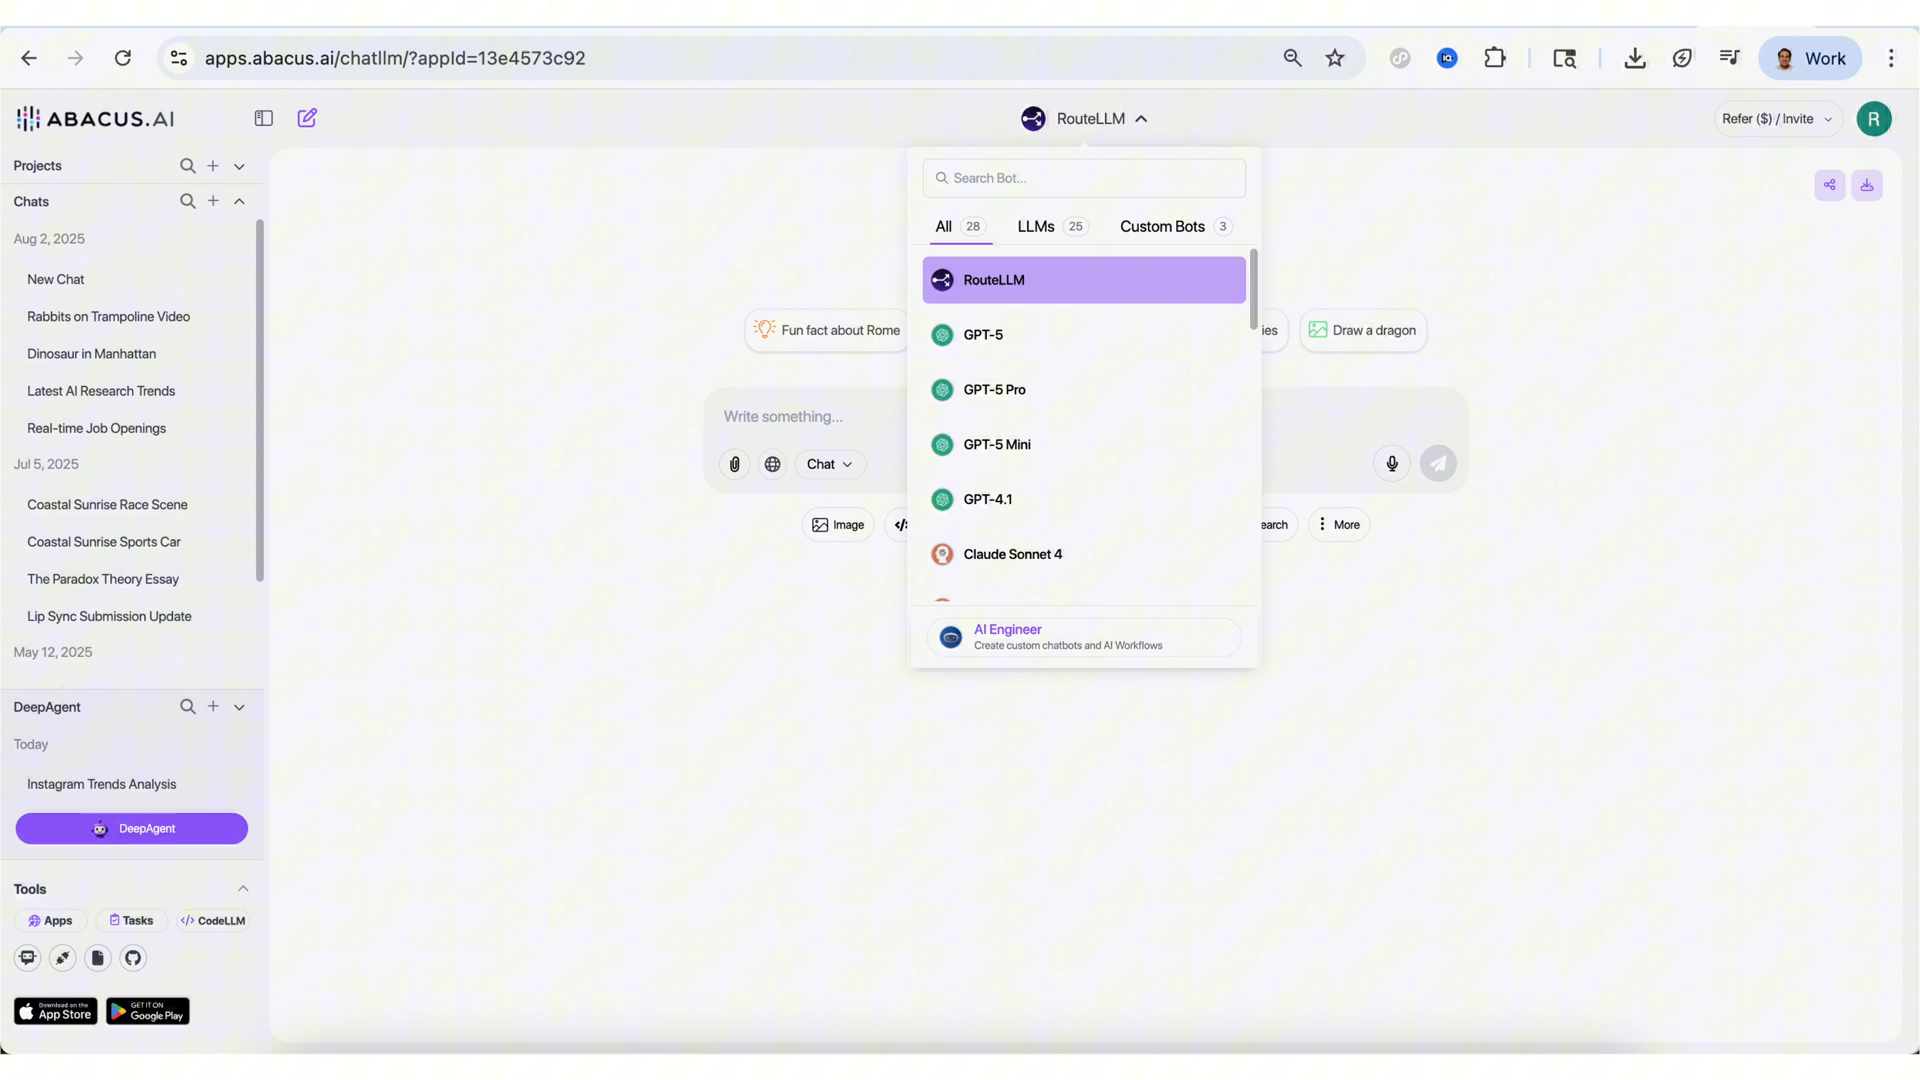 apps.abacus.ai/chatllm/?appId=13e4573c92
Work
ABACUS.AI
RouteLLM
Refer ($) / Invite
R
Projects
Chats
Aug 2, 2025
New Chat
Rabbits on Trampoline Video
Dinosaur in Manhattan
Latest AI Research Trends
Real-time Job Openings
Jul 5, 2025
Coastal Sunrise Race Scene
Coastal Sunrise Sports Car
The Paradox Theory Essay
Lip Sync Submission Update
May 12, 2025
DeepAgent
Today
Instagram Trends Analysis
DeepAgent
Tools
Apps
Tasks
</> CodeLLM
Download on the
App Store
GET IT ON
Google Play
Search Bot...
All 28
LLMs 25
Custom Bots 3
RouteLLM
GPT-5
GPT-5 Pro
GPT-5 Mini
GPT-4.1
Claude Sonnet 4
AI Engineer
Create custom chatbots and AI Workflows
Fun fact about Rome
ies
Draw a dragon
Write something...
Chat
Image
earch
More